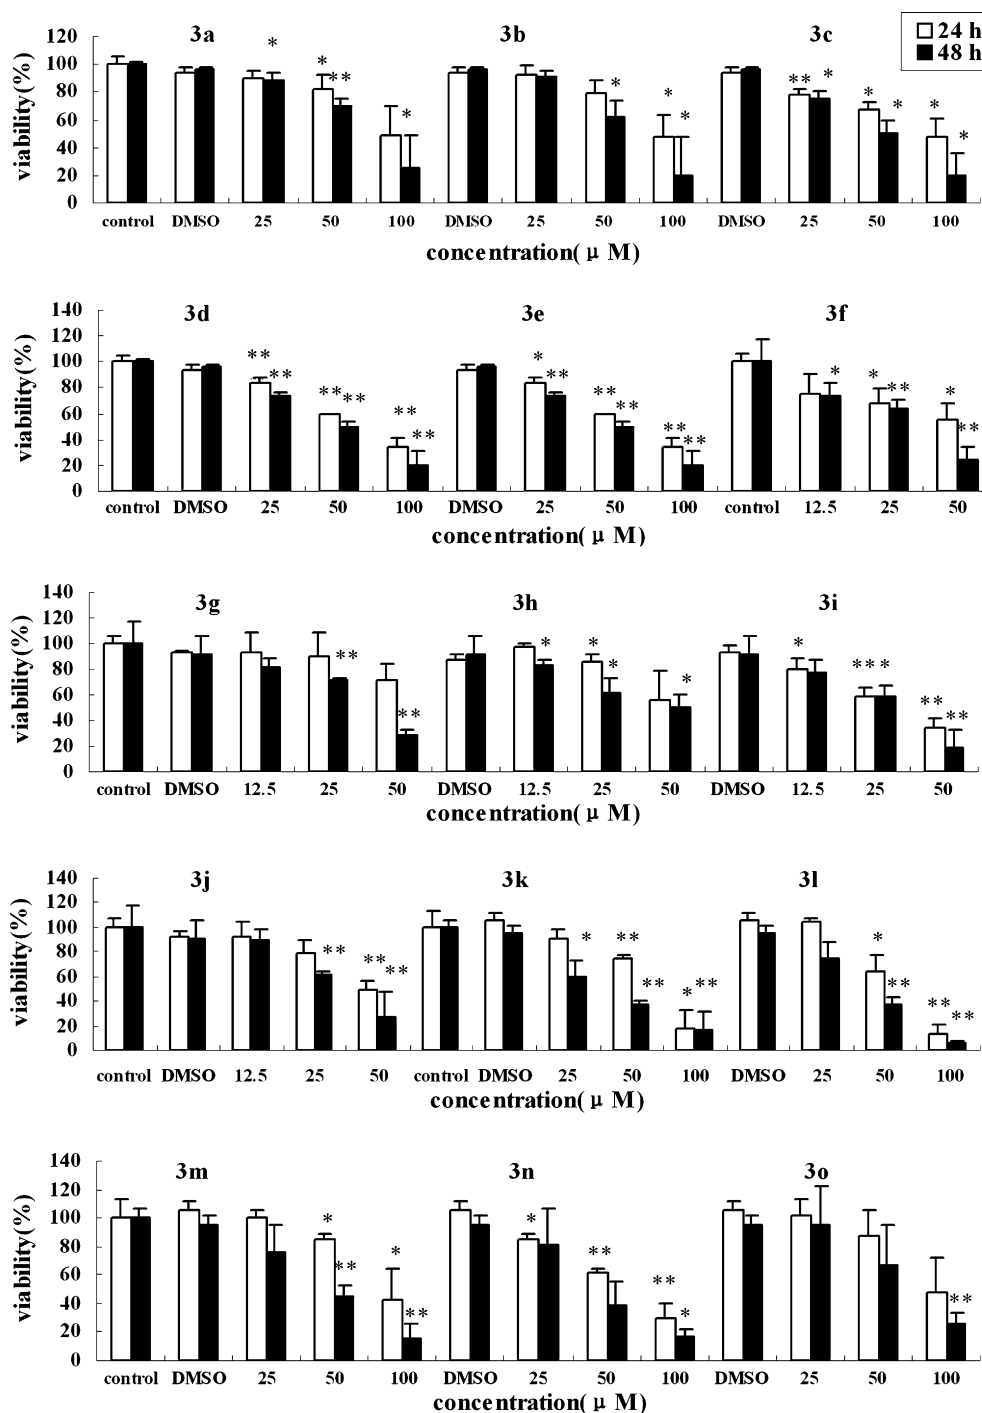 3a 3b 3c
24 h
48 h
viability(%)
120
100
80
60
40
20
0
* * ** * * * * ** * * * * *
control DMSO 25 50 100 DMSO 25 50 100 DMSO 25 50 100
concentration( μ M)
3d 3e 3f
viability(%)
140
120
100
80
60
40
20
0
** ** ** ** ** ** * ** ** ** ** ** * * ** * **
control DMSO 25 50 100 DMSO 25 50 100 control 12.5 25 50
concentration( μ M)
3g 3h 3i
viability(%)
140
120
100
80
60
40
20
0
** ** * * * * * *** ** **
control DMSO 12.5 25 50 DMSO 12.5 25 50 DMSO 12.5 25 50
concentration( μ M)
3j 3k 3l
viability(%)
140
120
100
80
60
40
20
0
** ** ** * ** ** * ** * ** ** **
control DMSO 12.5 25 50 control DMSO 25 50 100 DMSO 25 50 100
concentration( μ M)
3m 3n 3o
viability(%)
140
120
100
80
60
40
20
0
* ** * ** * ** ** * **
control DMSO 25 50 100 DMSO 25 50 100 DMSO 25 50 100
concentration( μ M)